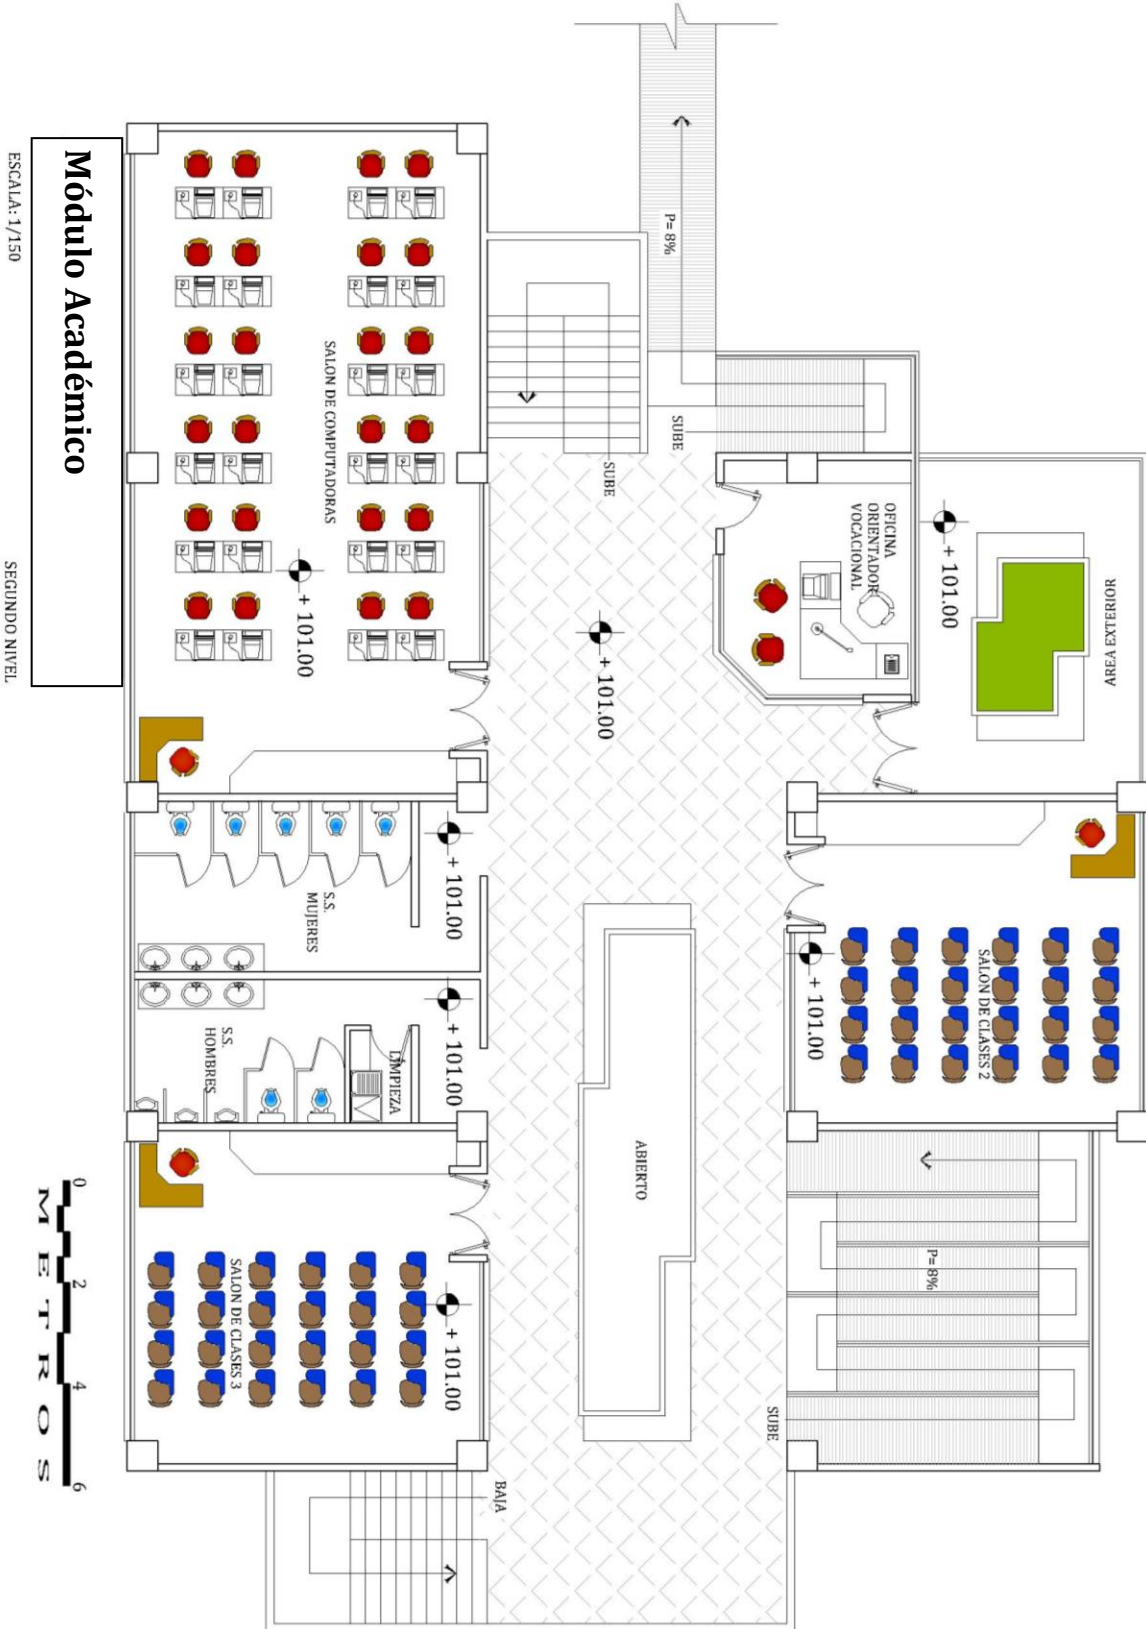 Módulo Académico
ESCALA: 1/150
SEGUNDO NIVEL
P= 8%
SUBE
SUBE
SALON DE COMPUTADORAS
+ 101.00
+ 101.00
OFICINA
ORIENTADOR
VOCACIONAL
+ 101.00
AREA EXTERIOR
S.S.
MUJERES
+ 101.00
S.S.
HOMBRES
LIMPIEZA
+ 101.00
SALON DE CLASES 2
+ 101.00
ABIERTO
P= 8%
SUBE
SALON DE CLASES 3
+ 101.00
BAJA
0 2 4 6
METROS